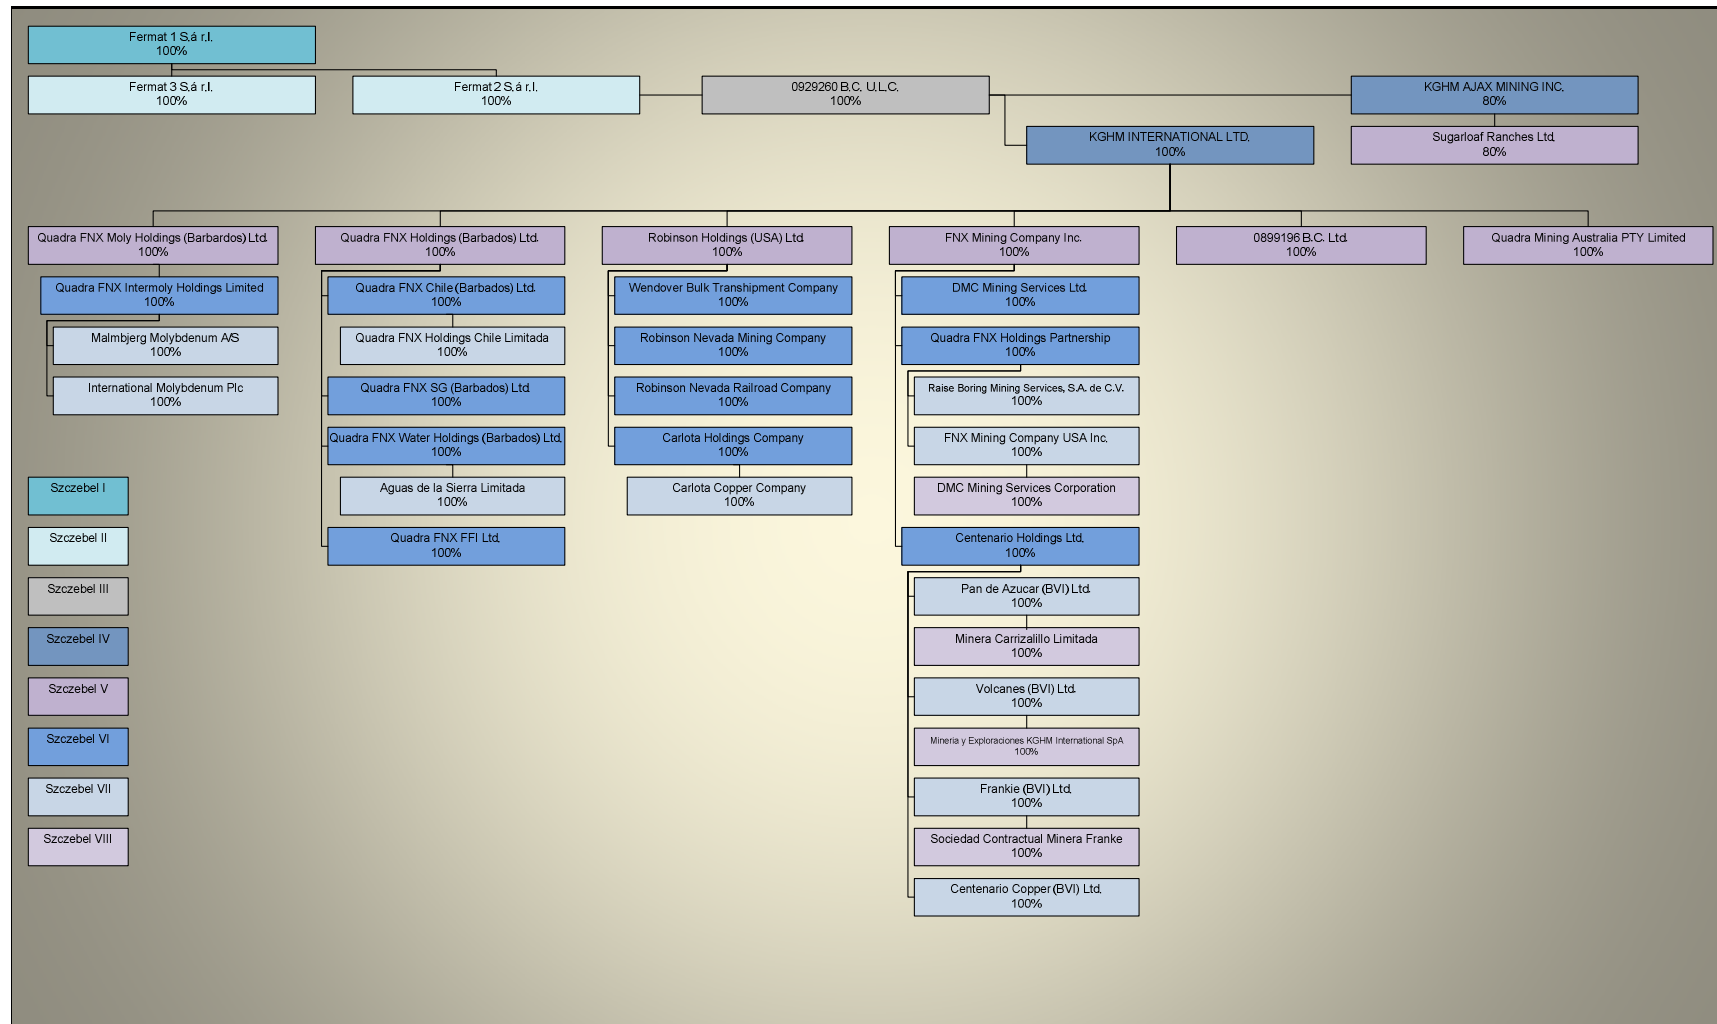 Fermat 1 S.á r.l.
100%
Fermat 3 S.á r.l.
100%
Fermat 2 S.á r.l.
100%
0929260 B.C. U.L.C.
100%
KGHM AJAX MINING INC.
80%
KGHM INTERNATIONAL LTD.
100%
Sugarloaf Ranches Ltd.
80%
Quadra FNX Moly Holdings (Barbardos) Ltd.
100%
Quadra FNX Intermoly Holdings Limited
100%
Malmbjerg Molybdenum A/S
100%
International Molybdenum Plc
100%
Quadra FNX Holdings (Barbados) Ltd.
100%
Quadra FNX Chile (Barbados) Ltd.
100%
Quadra FNX Holdings Chile Limitada
100%
Quadra FNX SG (Barbados) Ltd.
100%
Quadra FNX Water Holdings (Barbados) Ltd.
100%
Aguas de la Sierra Limitada
100%
Quadra FNX FFI Ltd.
100%
Robinson Holdings (USA) Ltd.
100%
Wendover Bulk Transhipment Company
100%
Robinson Nevada Mining Company
100%
Robinson Nevada Railroad Company
100%
Carlota Holdings Company
100%
Carlota Copper Company
100%
FNX Mining Company Inc.
100%
DMC Mining Services Ltd.
100%
Quadra FNX Holdings Partnership
100%
Raise Boring Mining Services, S.A. de C.V.
100%
FNX Mining Company USA Inc.
100%
DMC Mining Services Corporation
100%
Centenario Holdings Ltd.
100%
Pan de Azucar (BVI) Ltd.
100%
Minera Carrizalillo Limitada
100%
Volcanes (BVI) Ltd.
100%
Mineria y Exploraciones KGHM International SpA
100%
Frankie (BVI) Ltd.
100%
Sociedad Contractual Minera Franke
100%
Centenario Copper (BVI) Ltd.
100%
0899196 B.C. Ltd.
100%
Quadra Mining Australia PTY Limited
100%
Szczebel I
Szczebel II
Szczebel III
Szczebel IV
Szczebel V
Szczebel VI
Szczebel VII
Szczebel VIII